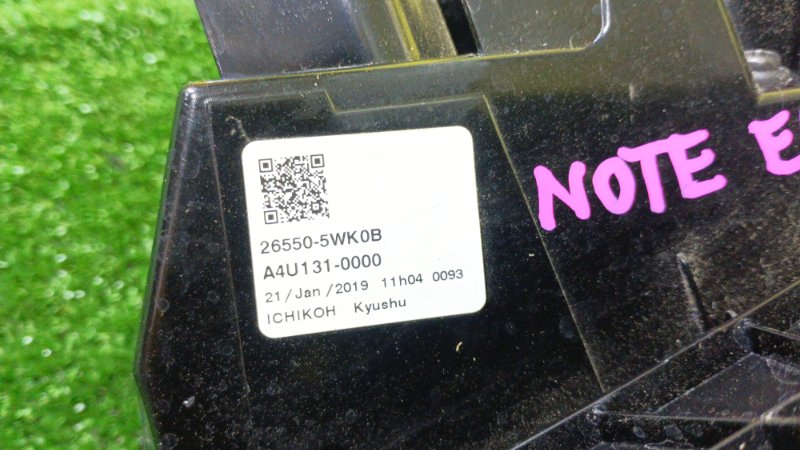 26550-5WK0B
A4U131-0000
21/Jan/2019 11h04 0093
ICHIKOH Kyushu
NOTE E